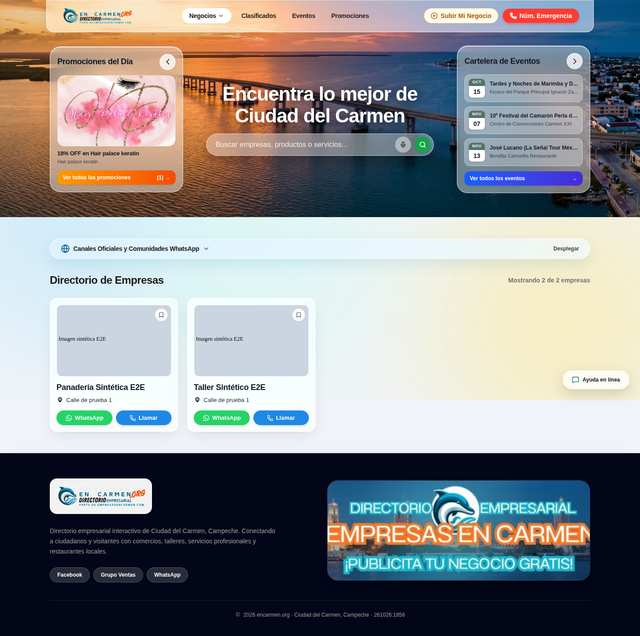 EN CARMEN.ORG
DIRECTORIO EMPRESARIAL
Negocios
Clasificados
Eventos
Promociones
Subir Mi Negocio
Núm. Emergencia
Promociones del Día
18% OFF en Hair palace keratin
Hair palace keratin
Ver todas las promociones (1) →
Encuentra lo mejor de
Ciudad del Carmen
Buscar empresas, productos o servicios...
Cartelera de Eventos
OCT
15
Tardes y Noches de Marimba y D...
Kiosco del Parque Principal Ignacio Za...
NOV
07
10º Festival del Camarón Perla d...
Centro de Convenciones Carmen XXI
NOV
13
José Lucano (La Señal Tour Méx...
Ver todos los eventos →
Canales Oficiales y Comunidades WhatsApp
Desplegar
Directorio de Empresas
Mostrando 2 de 2 empresas
Imagen sintética E2E
Panadería Sintética E2E
Calle de prueba 1
WhatsApp
Llamar
Imagen sintética E2E
Taller Sintético E2E
Calle de prueba 1
WhatsApp
Llamar
Ayuda en línea
EN CARMEN.ORG
DIRECTORIO EMPRESARIAL
Directorio empresarial interactivo de Ciudad del Carmen, Campeche. Conectando
a ciudadanos y visitantes con comercios, talleres, servicios profesionales y
restaurantes locales.
Facebook
Grupo Ventas
WhatsApp
DIRECTORIO EMPRESARIAL
EMPRESAS EN CARMEN
¡PUBLICITA TU NEGOCIO GRATIS!
© 2026 encarmen.org - Ciudad del Carmen, Campeche - 261026.1856